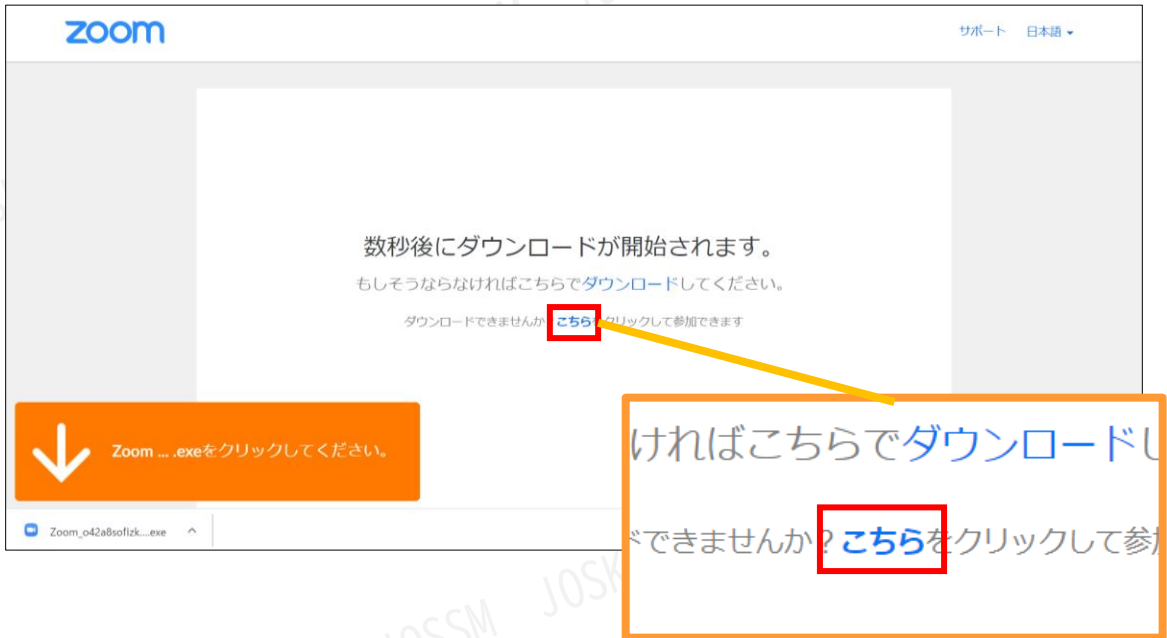 zoom
サポート 日本語
数秒後にダウンロードが開始されます。
もしそうならなければこちらでダウンロードしてください。
ダウンロードできませんか こちら クリックして参加できます
Zoom ... .exeをクリックしてください。
Zoom_o42a8sofizk....exe
ければこちらでダウンロードし
できませんか？こちらをクリックして参
JOSSM JOSK